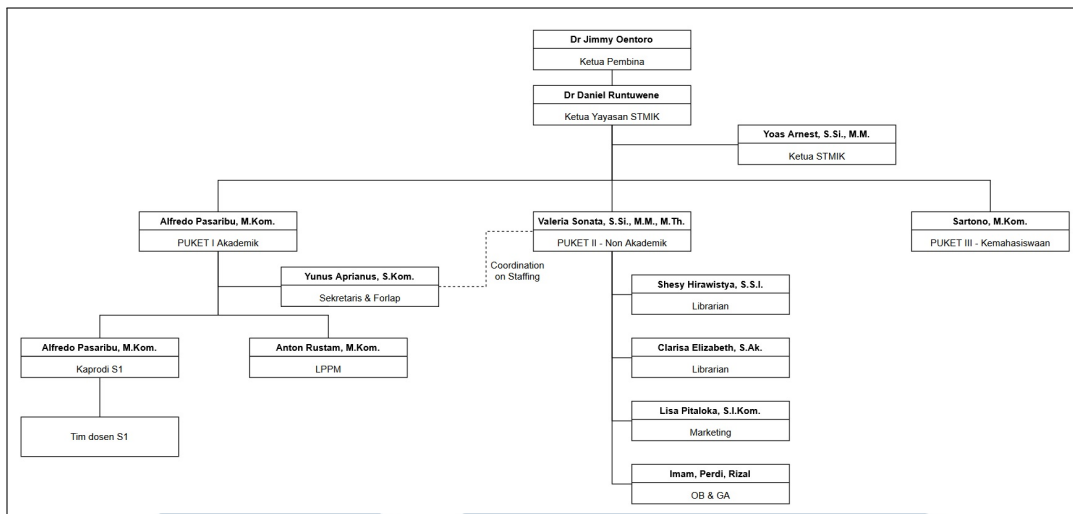 Dr Jimmy Oentoro
Ketua Pembina
Dr Daniel Runtuwene
Ketua Yayasan STMIK
Yoas Arnest, S.Si., M.M.
Ketua STMIK
Alfredo Pasaribu, M.Kom.
PUKET I Akademik
Valeria Sonata, S.Si., M.M., M.Th.
PUKET II - Non Akademik
Sartono, M.Kom.
PUKET III - Kemahasiswaan
Coordination
on Staffing
Yunus Aprianus, S.Kom.
Sekretaris & Forlap
Shesy Hirawistya, S.S.I.
Librarian
Alfredo Pasaribu, M.Kom.
Kaprodi S1
Anton Rustam, M.Kom.
LPPM
Clarisa Elizabeth, S.Ak.
Librarian
Tim dosen S1
Lisa Pitaloka, S.I.Kom.
Marketing
Imam, Perdi, Rizal
OB & GA